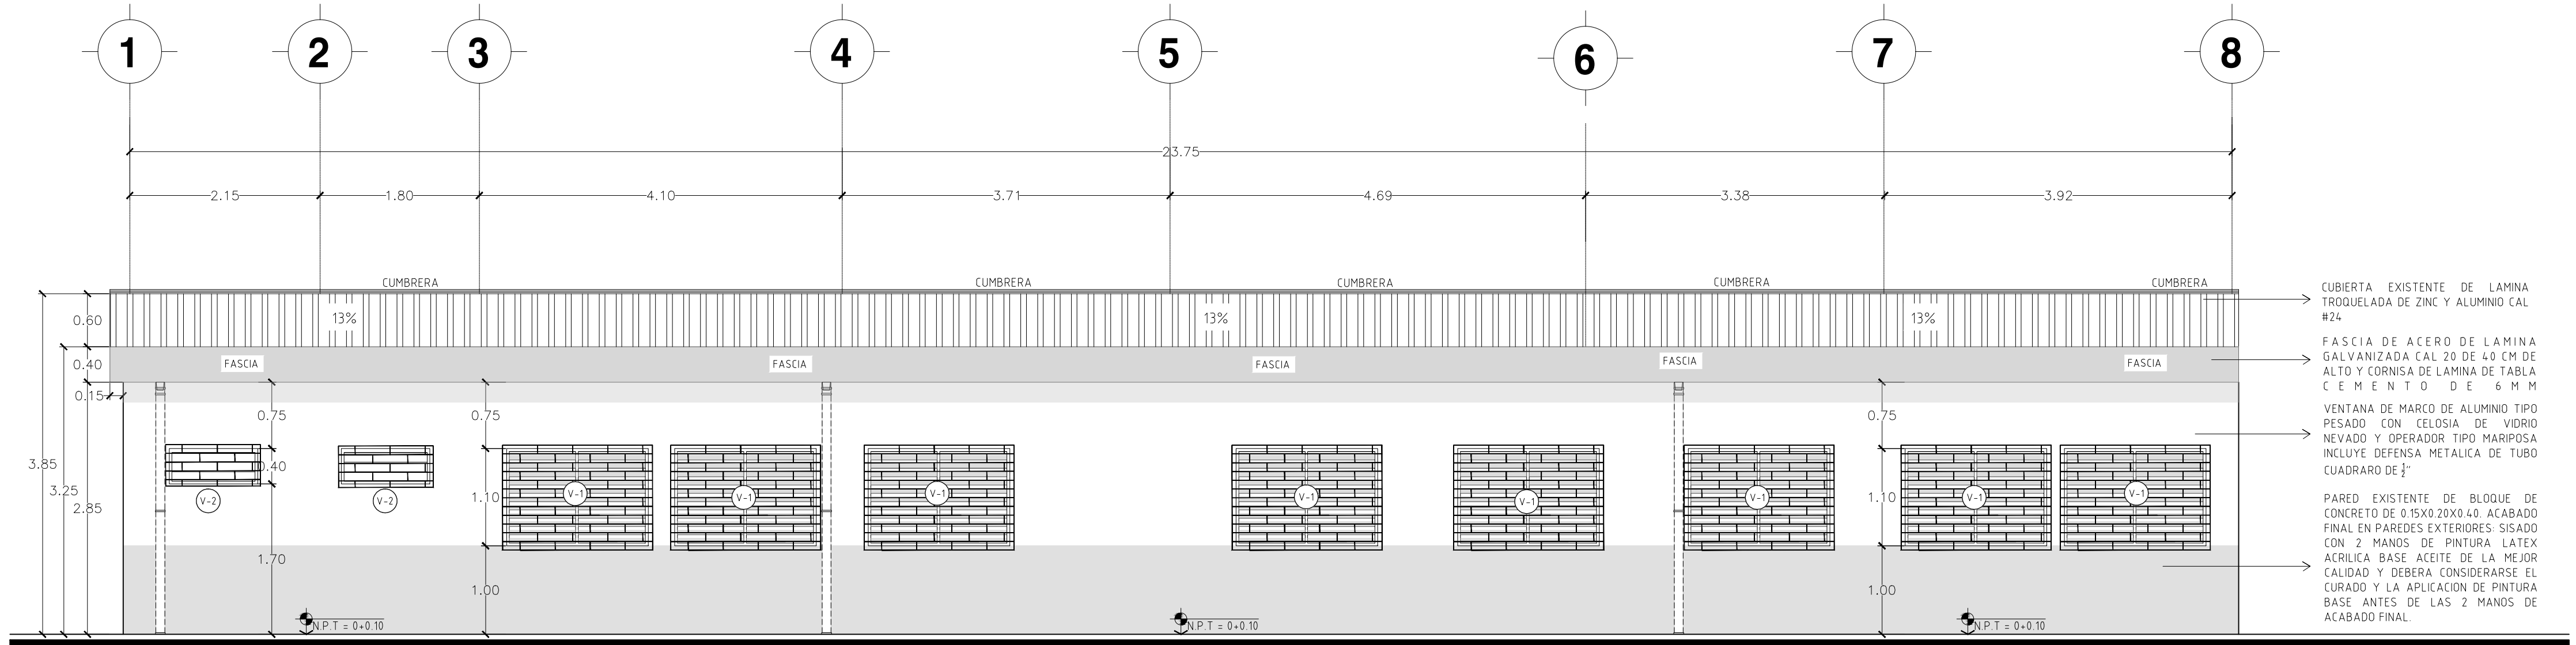 1 2 3 4 5 6 7 8
23.75
2.15 1.80 4.10 3.71 4.69 3.38 3.92
CUMBRERA CUMBRERA CUMBRERA CUMBRERA CUMBRERA
0.60 13% 13% 13%
0.40 FASCIA FASCIA FASCIA FASCIA FASCIA
0.15
0.75 0.75 0.75
3.85 0.40
3.25
2.85
V-2 V-2
1.10 V-1 V-1 V-1 V-1 V-1 V-1 1.10 V-1 V-1
1.70
1.00 1.00
N.P.T = 0+0.10 N.P.T = 0+0.10 N.P.T = 0+0.10
CUBIERTA EXISTENTE DE LAMINA
TROQUELADA DE ZINC Y ALUMINIO CAL
#24
FASCIA DE ACERO DE LAMINA
GALVANIZADA CAL 20 DE 40 CM DE
ALTO Y CORNISA DE LAMINA DE TABLA
CEMENTO DE 6MM
VENTANA DE MARCO DE ALUMINIO TIPO
PESADO CON CELOSIA DE VIDRIO
NEVADO Y OPERADOR TIPO MARIPOSA
INCLUYE DEFENSA METALICA DE TUBO
CUADRARO DE ½"
PARED EXISTENTE DE BLOQUE DE
CONCRETO DE 0.15X0.20X0.40. ACABADO
FINAL EN PAREDES EXTERIORES: SISADO
CON 2 MANOS DE PINTURA LATEX
ACRILICA BASE ACEITE DE LA MEJOR
CALIDAD Y DEBERA CONSIDERARSE EL
CURADO Y LA APLICACION DE PINTURA
BASE ANTES DE LAS 2 MANOS DE
ACABADO FINAL.